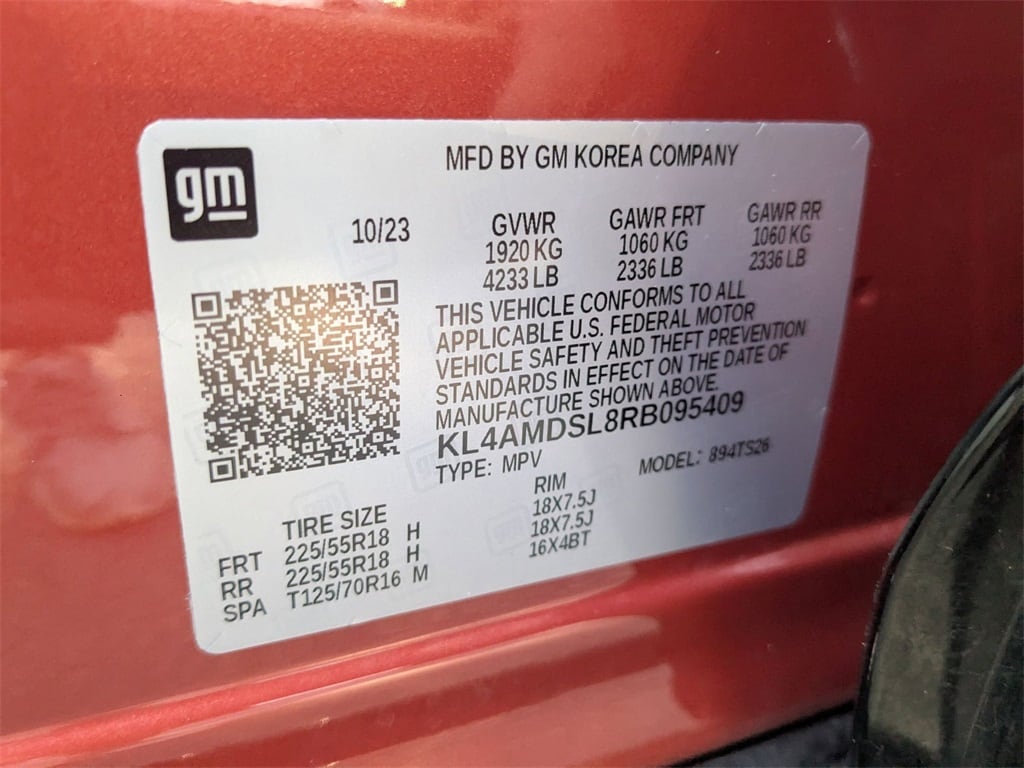 gm
MFD BY GM KOREA COMPANY
10/23
GVWR GAWR FRT GAWR RR
1920 KG 1060 KG 1060 KG
4233 LB 2336 LB 2336 LB
THIS VEHICLE CONFORMS TO ALL
APPLICABLE U.S. FEDERAL MOTOR
VEHICLE SAFETY AND THEFT PREVENTION
STANDARDS IN EFFECT ON THE DATE OF
MANUFACTURE SHOWN ABOVE.
KL4AMDSL8RB095409
TYPE: MPV MODEL: 894TS26
TIRE SIZE RIM
FRT 225/55R18 H 18X7.5J
RR 225/55R18 H 18X7.5J
SPA T125/70R16 M 16X4BT